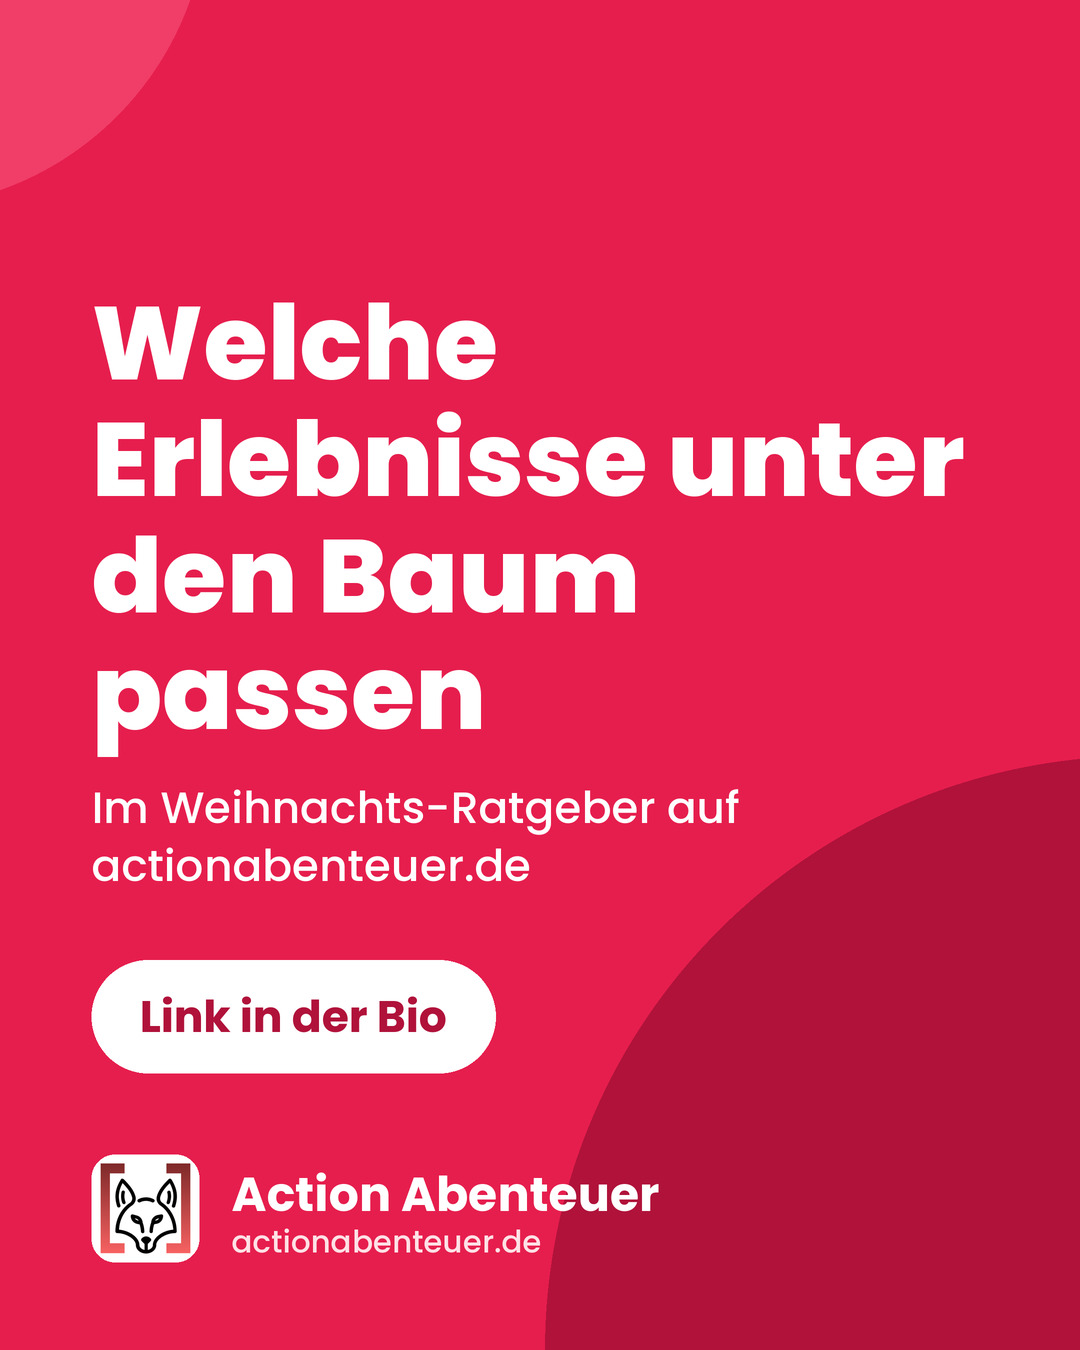 Welche
Erlebnisse unter
den Baum
passen
Im Weihnachts-Ratgeber auf
actionabenteuer.de
Link in der Bio
Action Abenteuer
actionabenteuer.de